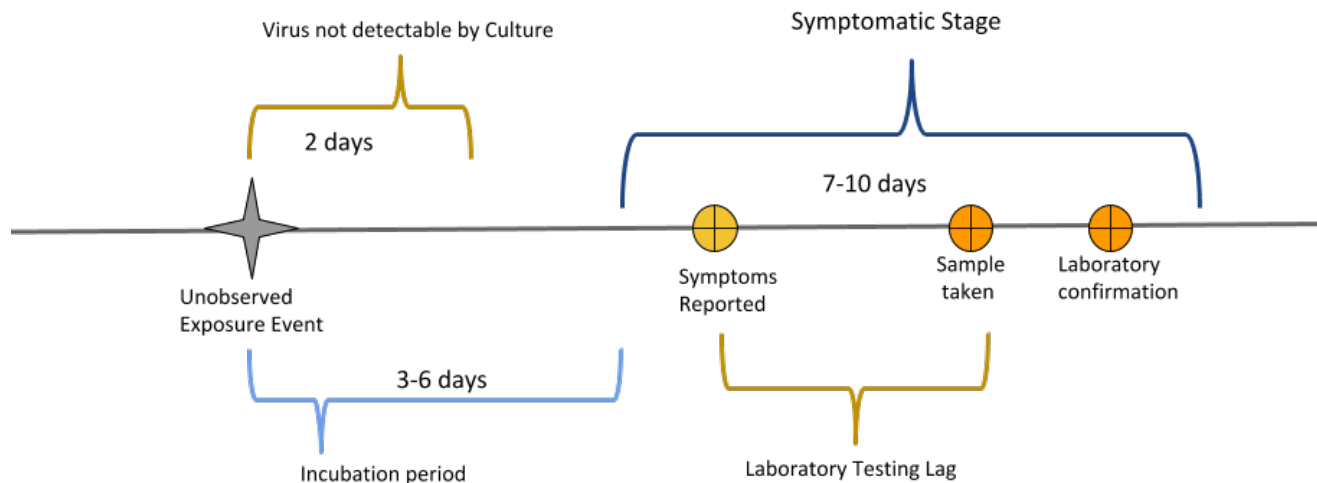 Virus not detectable by Culture
Symptomatic Stage
2 days
7-10 days
Unobserved
Exposure Event
Symptoms
Reported
Sample
taken
Laboratory
confirmation
3-6 days
Incubation period
Laboratory Testing Lag